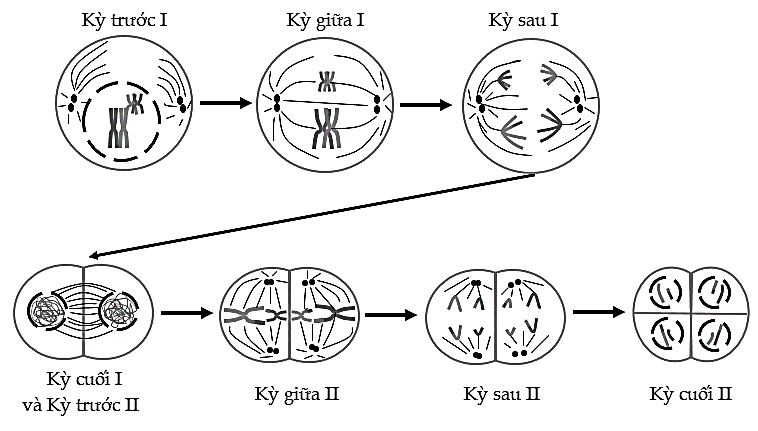 Kỳ trước I
Kỳ giữa I
Kỳ sau I
Kỳ cuối I
và Kỳ trước II
Kỳ giữa II
Kỳ sau II
Kỳ cuối II